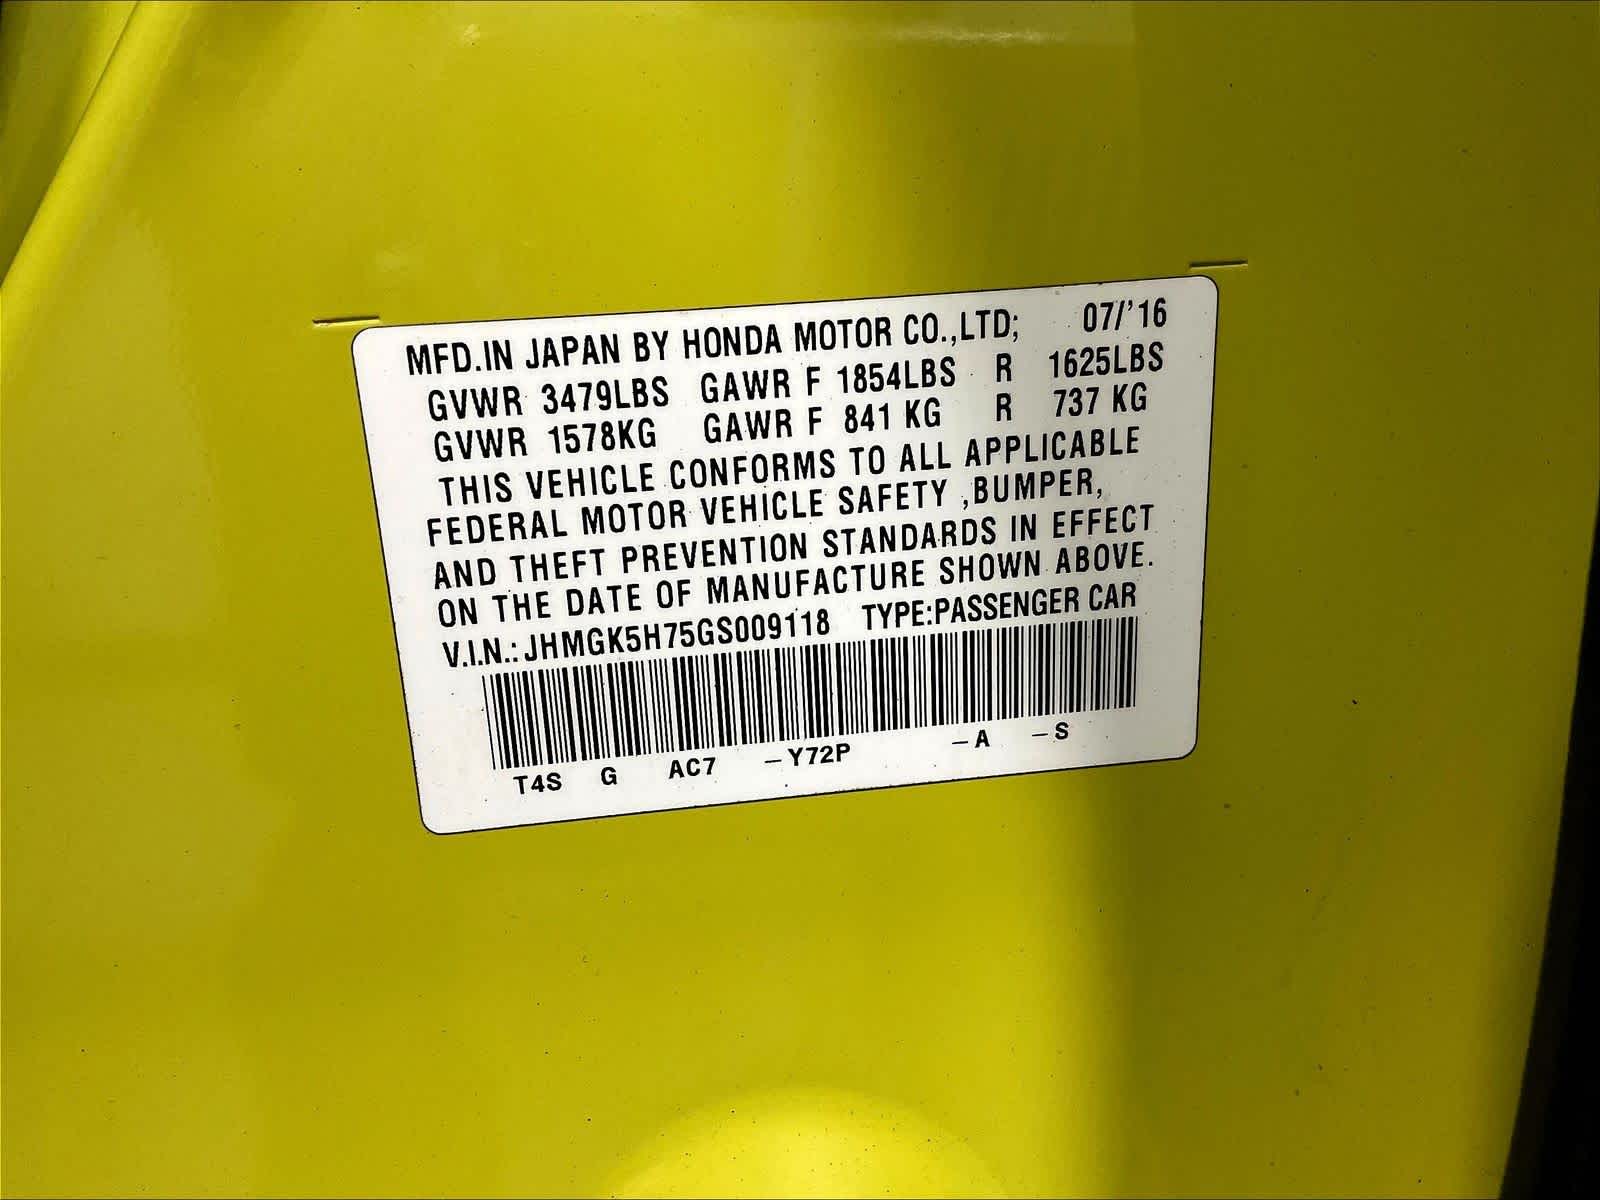 MFD.IN JAPAN BY HONDA MOTOR CO.,LTD; 07/'16
GVWR 3479LBS GAWR F 1854LBS R 1625LBS
GVWR 1578KG GAWR F 841 KG R 737 KG
THIS VEHICLE CONFORMS TO ALL APPLICABLE
FEDERAL MOTOR VEHICLE SAFETY ,BUMPER,
AND THEFT PREVENTION STANDARDS IN EFFECT
ON THE DATE OF MANUFACTURE SHOWN ABOVE.
V.I.N.: JHMGK5H75GS009118 TYPE:PASSENGER CAR
T4S G AC7 –Y72P –A –S